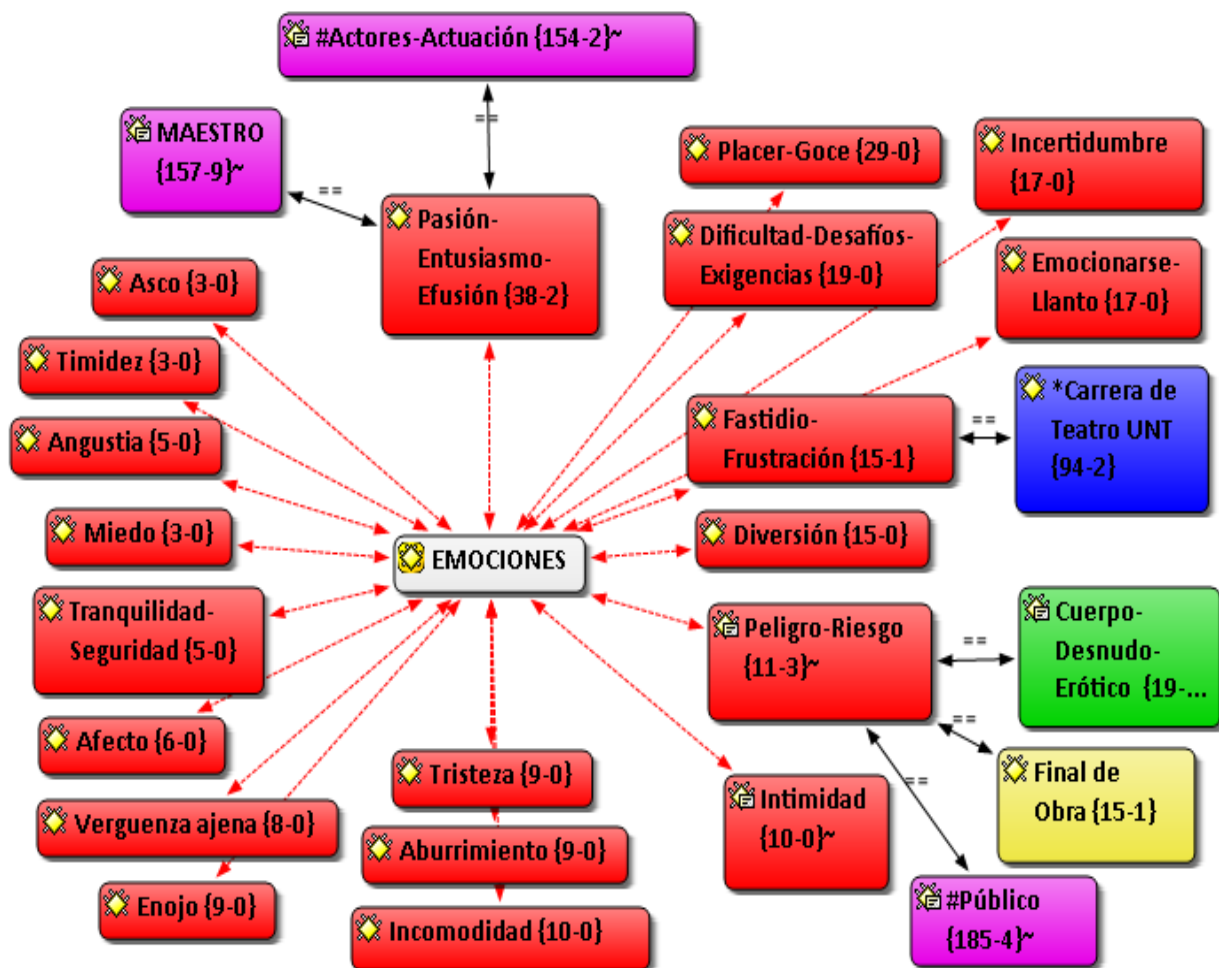 #Actores-Actuación {154-2}~
MAESTRO
{157-9}~
==
==
Pasión-
Entusiasmo-
Efusión {38-2}
Placer-Goce {29-0}
Incertidumbre
{17-0}
Dificultad-Desafíos-
Exigencias {19-0}
Emocionarse-
Llanto {17-0}
Asco {3-0}
Timidez {3-0}
Angustia {5-0}
Fastidio-
Frustración {15-1}
==
*Carrera de
Teatro UNT
{94-2}
Miedo {3-0}
EMOCIONES
Diversión {15-0}
Tranquilidad-
Seguridad {5-0}
Peligro-Riesgo
{11-3}~
==
Cuerpo-
Desnudo-
Erótico {19-...
Afecto {6-0}
==
==
Final de
Obra {15-1}
Tristeza {9-0}
Intimidad
{10-0}~
Verguenza ajena {8-0}
Aburrimiento {9-0}
Enojo {9-0}
Incomodidad {10-0}
#Público
{185-4}~